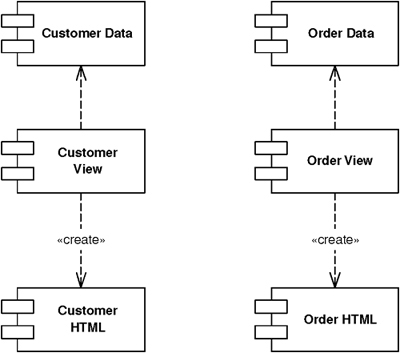 Customer Data
Order Data
Customer
View
Order View
«create»
«create»
Customer
HTML
Order HTML